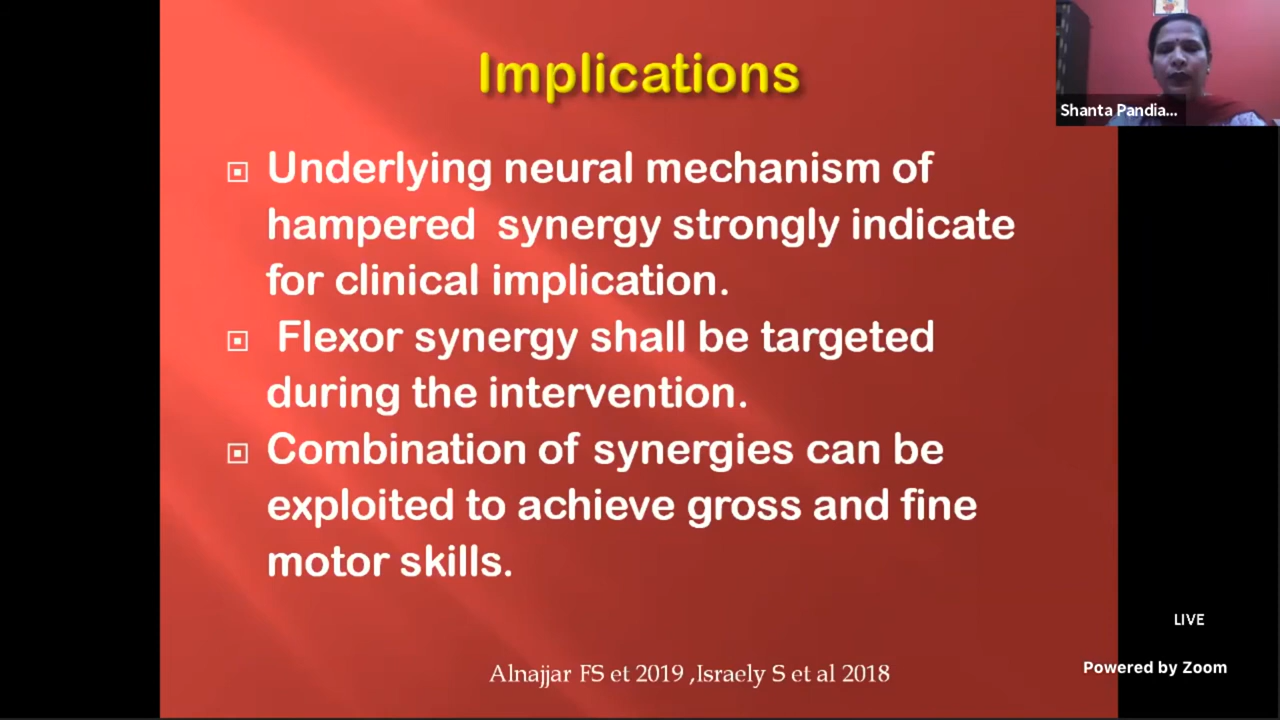 Implications
Shanta Pandia...
Underlying neural mechanism of
hampered synergy strongly indicate
for clinical implication.
Flexor synergy shall be targeted
during the intervention.
Combination of synergies can be
exploited to achieve gross and fine
motor skills.
LIVE
Powered by Zoom
Alnajjar FS et 2019 ,Israely S et al 2018